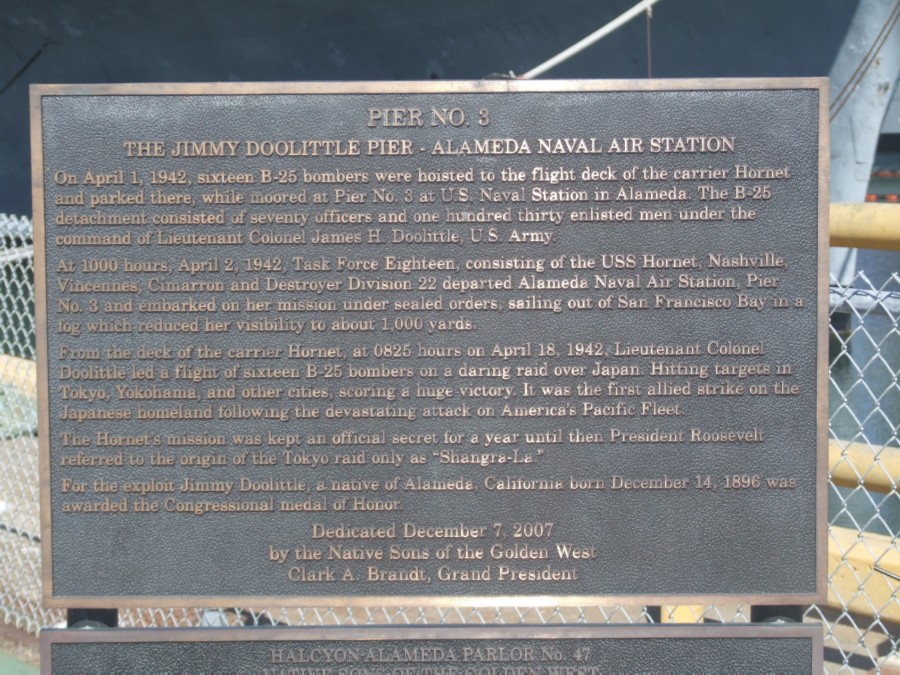 PIER NO. 3
THE JIMMY DOOLITTLE PIER - ALAMEDA NAVAL AIR STATION
On April 1, 1942, sixteen B-25 bombers were hoisted to the flight deck of the carrier Hornet
and parked there, while moored at Pier No. 3 at U.S. Naval Station in Alameda. The B-25
detachment consisted of seventy officers and one hundred thirty enlisted men under the
command of Lieutenant Colonel James H. Doolittle, U.S. Army.
At 1000 hours, April 2, 1942, Task Force Eighteen, consisting of the USS Hornet, Nashville,
Vincennes, Cimarron and Destroyer Division 22 departed Alameda Naval Air Station, Pier
No. 3 and embarked on her mission under sealed orders, sailing out of San Francisco Bay in a
fog which reduced her visibility to about 1,000 yards.
From the deck of the carrier Hornet, at 0825 hours on April 18, 1942, Lieutenant Colonel
Doolittle led a flight of sixteen B-25 bombers on a daring raid over Japan. Hitting targets in
Tokyo, Yokohama, and other cities, scoring a huge victory. It was the first allied strike on the
Japanese homeland following the devastating attack on America's Pacific Fleet.
The Hornet's mission was kept an official secret for a year until then President Roosevelt
referred to the origin of the Tokyo raid only as "Shangra-La."
For the exploit Jimmy Doolittle, a native of Alameda, California born December 14, 1896 was
awarded the Congressional medal of Honor.
Dedicated December 7, 2007
by the Native Sons of the Golden West
Clark A. Brandt, Grand President
HALCYON-ALAMEDA PARLOR No. 47
NATIVE SONS OF THE GOLDEN WEST